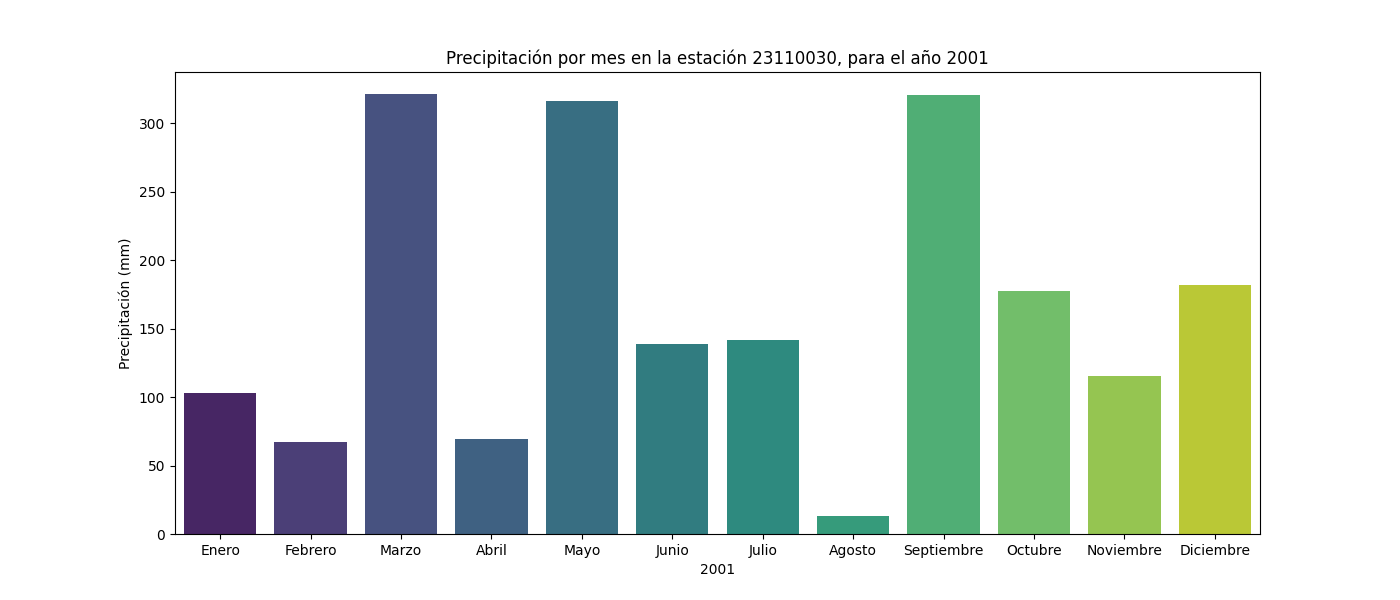 Precipitación por mes en la estación 23110030, para el año 2001
Precipitación (mm)
300
250
200
150
100
50
0
Enero Febrero Marzo Abril Mayo Junio Julio Agosto Septiembre Octubre Noviembre Diciembre
2001